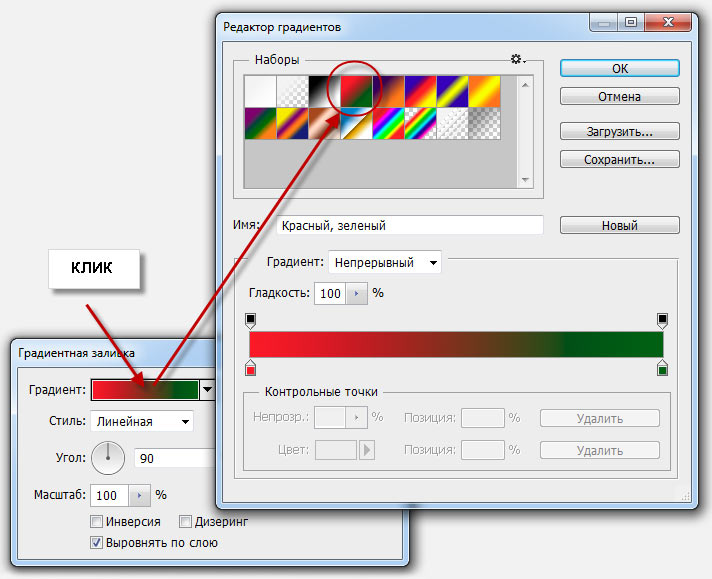 Редактор градиентов
Наборы
ОК
Отмена
Загрузить...
Сохранить...
Имя: Красный, зеленый
Новый
Градиент: Непрерывный
Гладкость: 100 %
Контрольные точки
Непрозр.: % Позиция: % Удалить
Цвет: Позиция: % Удалить
КЛИК
Градиентная заливка
Градиент:
Стиль: Линейная
Угол: 90
Масштаб: 100 %
Инверсия Дизеринг
Выровнять по слою